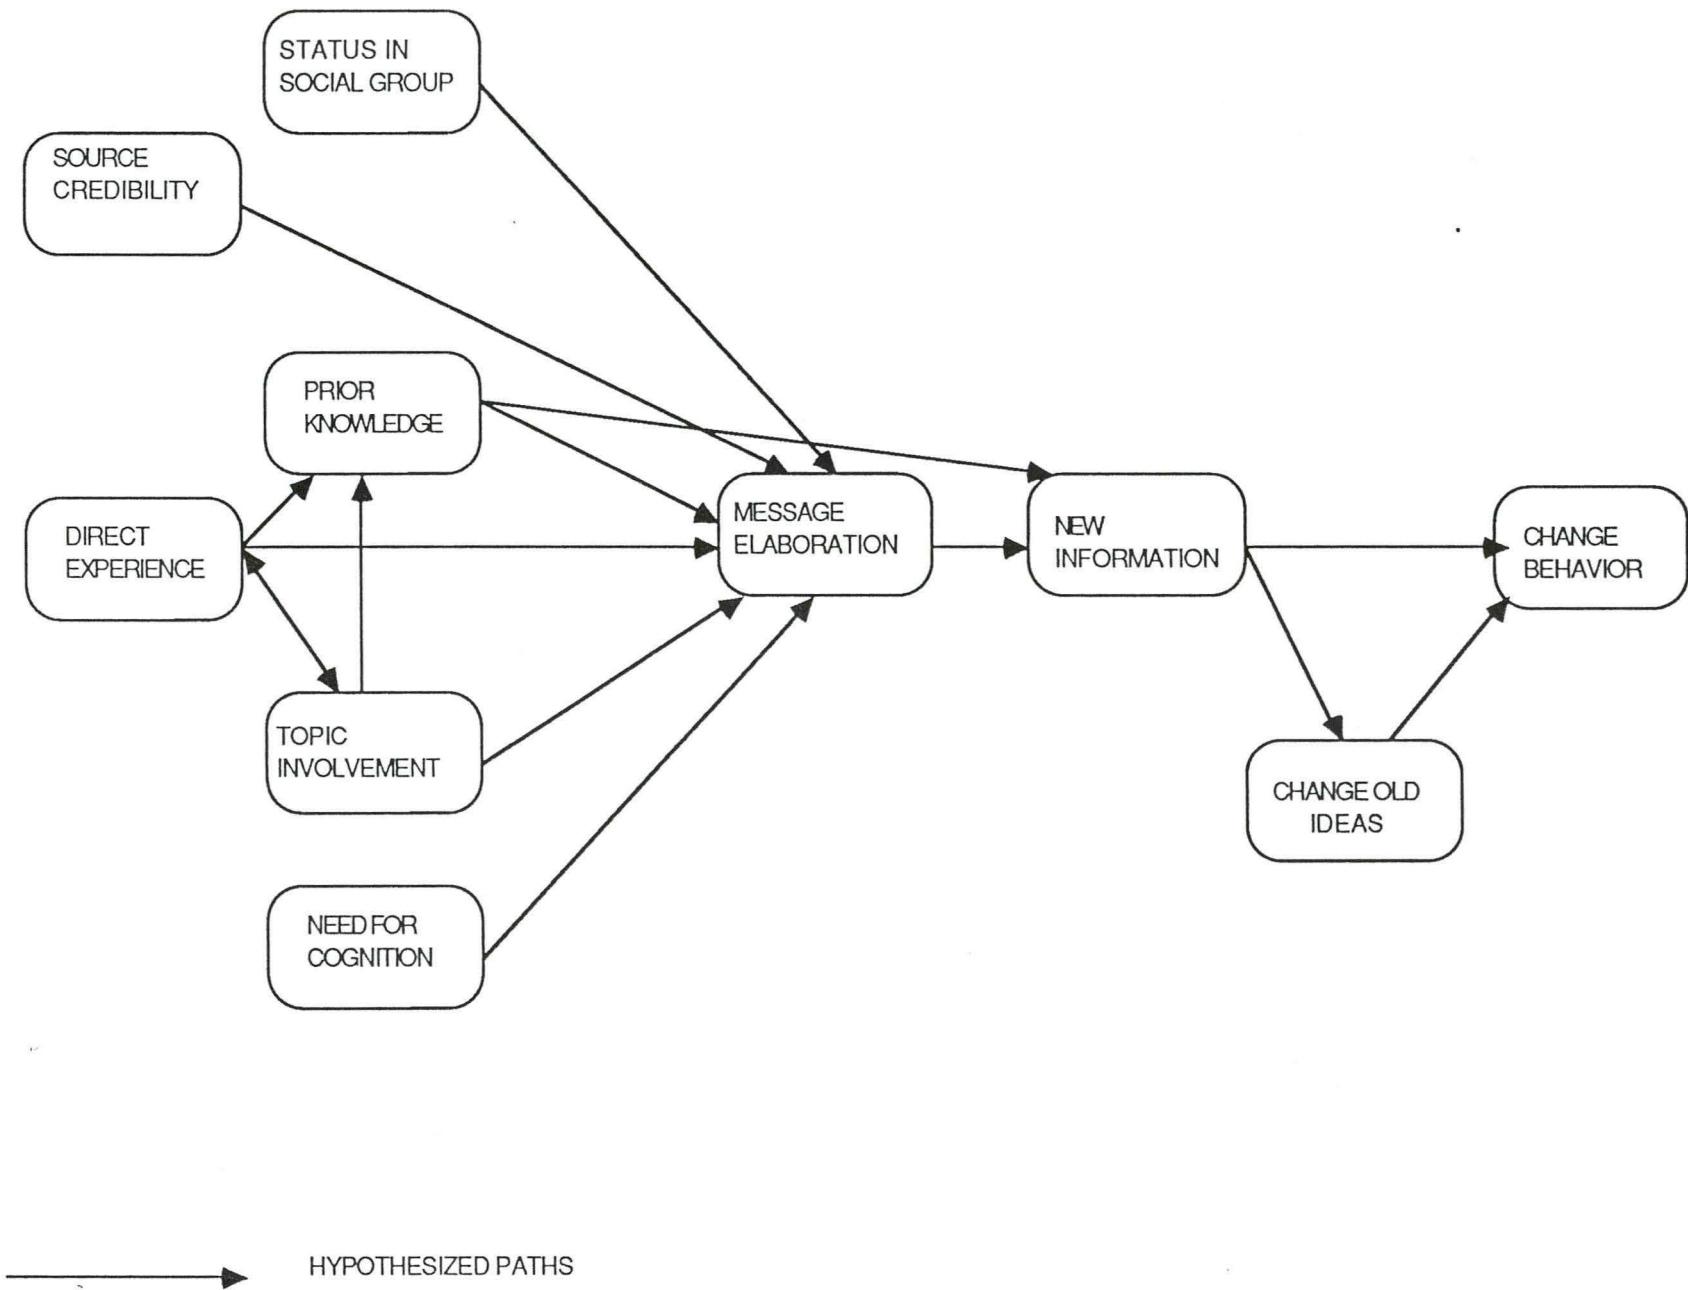 STATUS IN
SOCIAL GROUP
SOURCE
CREDIBILITY
PRIOR
KNOWLEDGE
DIRECT
EXPERIENCE
MESSAGE
ELABORATION
NEW
INFORMATION
CHANGE
BEHAVIOR
TOPIC
INVOLVEMENT
CHANGE OLD
IDEAS
NEED FOR
COGNITION
HYPOTHESIZED PATHS